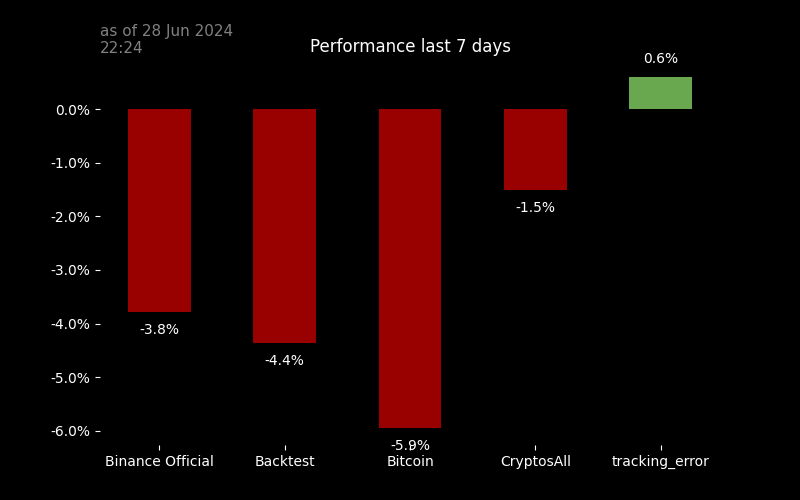 as of 28 Jun 2024
22:24
Performance last 7 days
0.6%
0.0%
-1.0%
-2.0%
-3.0%
-4.0%
-5.0%
-6.0%
-3.8%
-4.4%
-5.9%
-1.5%
Binance Official
Backtest
Bitcoin
CryptosAll
tracking_error